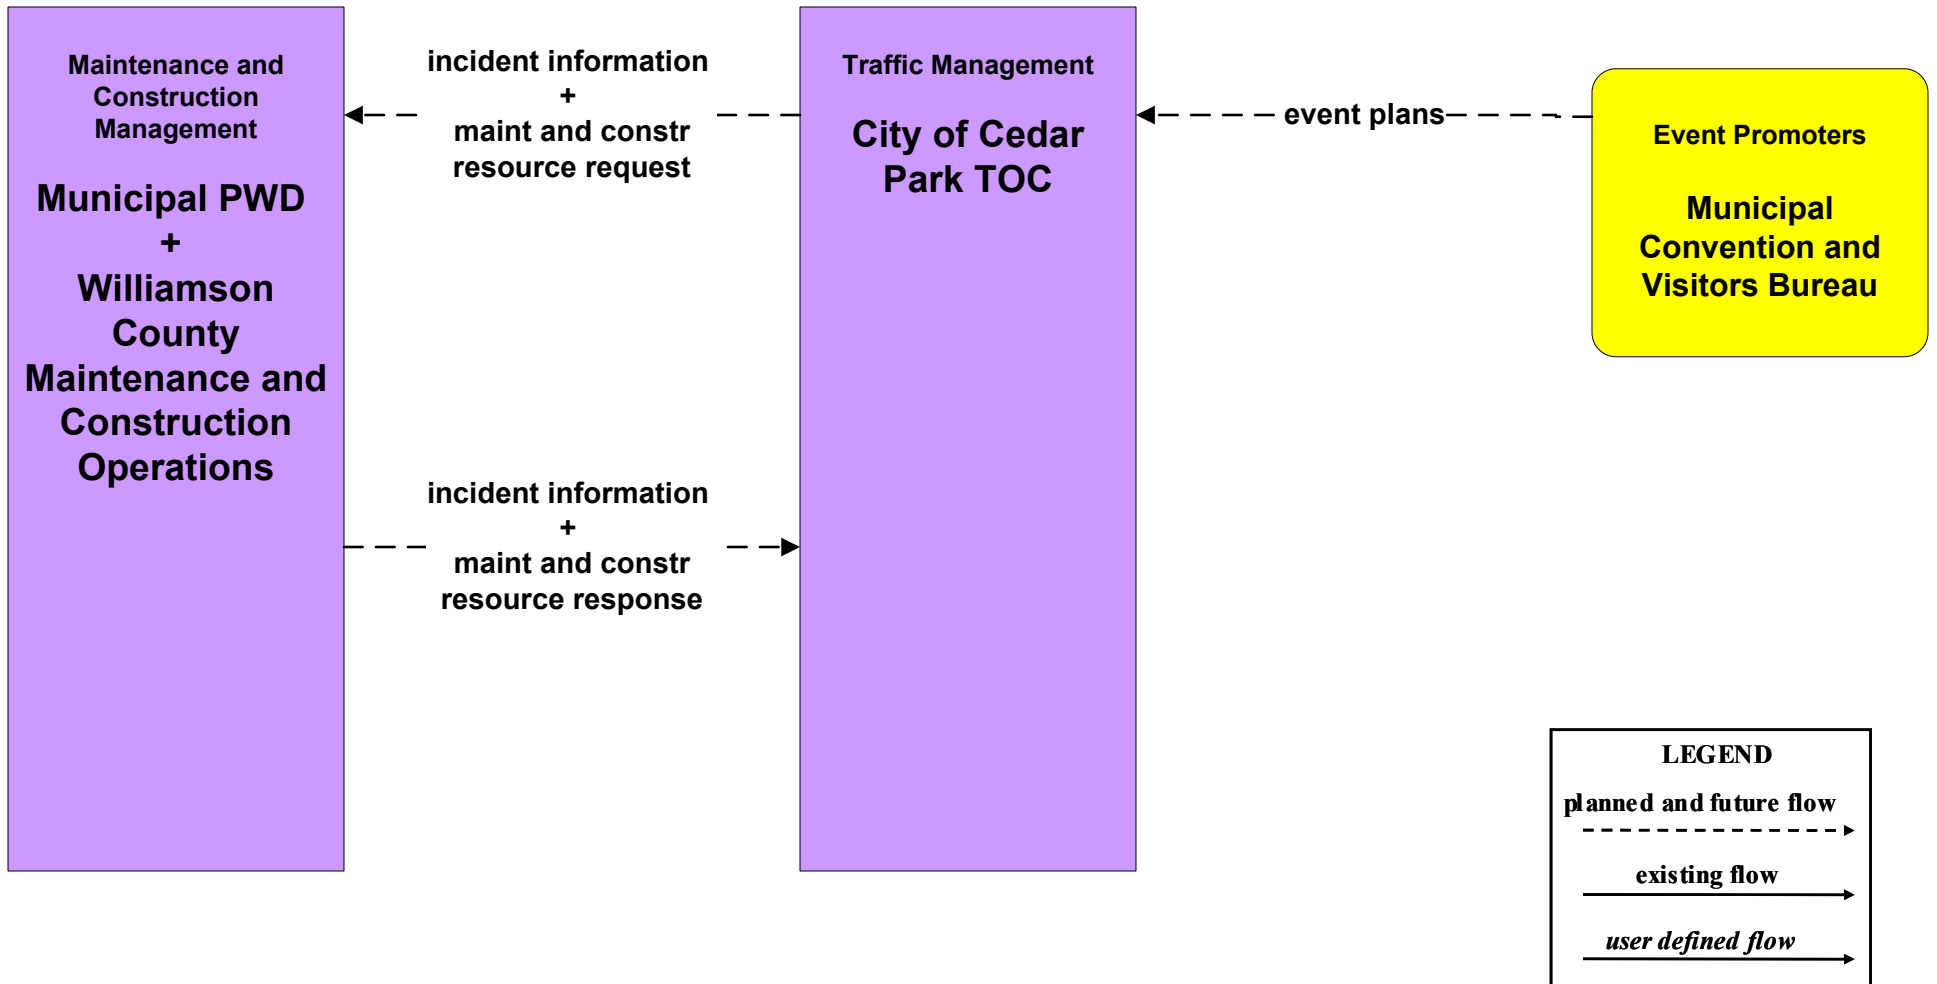 Maintenance and
Construction
Management
Municipal PWD
+
Williamson
County
Maintenance and
Construction
Operations
incident information
+
maint and constr
resource request
incident information
+
maint and constr
resource response
Traffic Management
City of Cedar
Park TOC
event plans
Event Promoters
Municipal
Convention and
Visitors Bureau
LEGEND
planned and future flow
existing flow
user defined flow